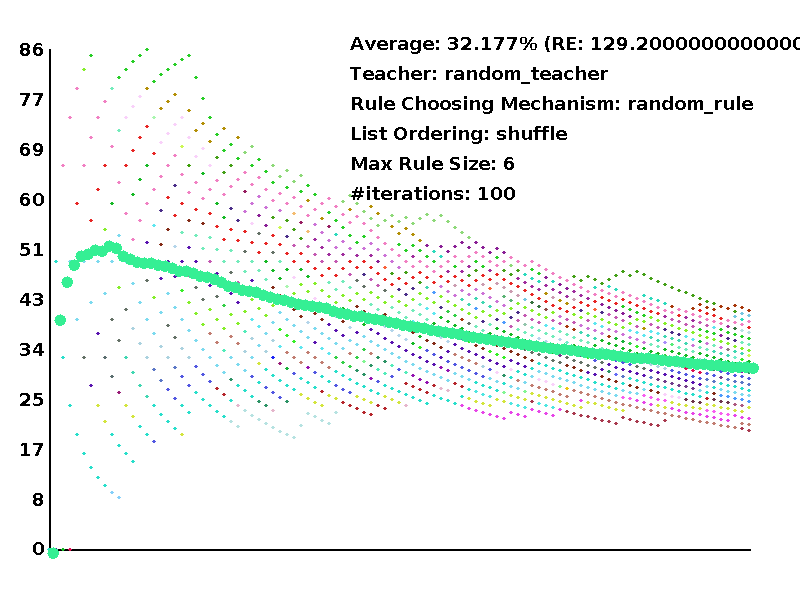 Average: 32.177% (RE: 129.2000000000000
Teacher: random_teacher
Rule Choosing Mechanism: random_rule
List Ordering: shuffle
Max Rule Size: 6
#iterations: 100
86
77
69
60
51
43
34
25
17
8
0